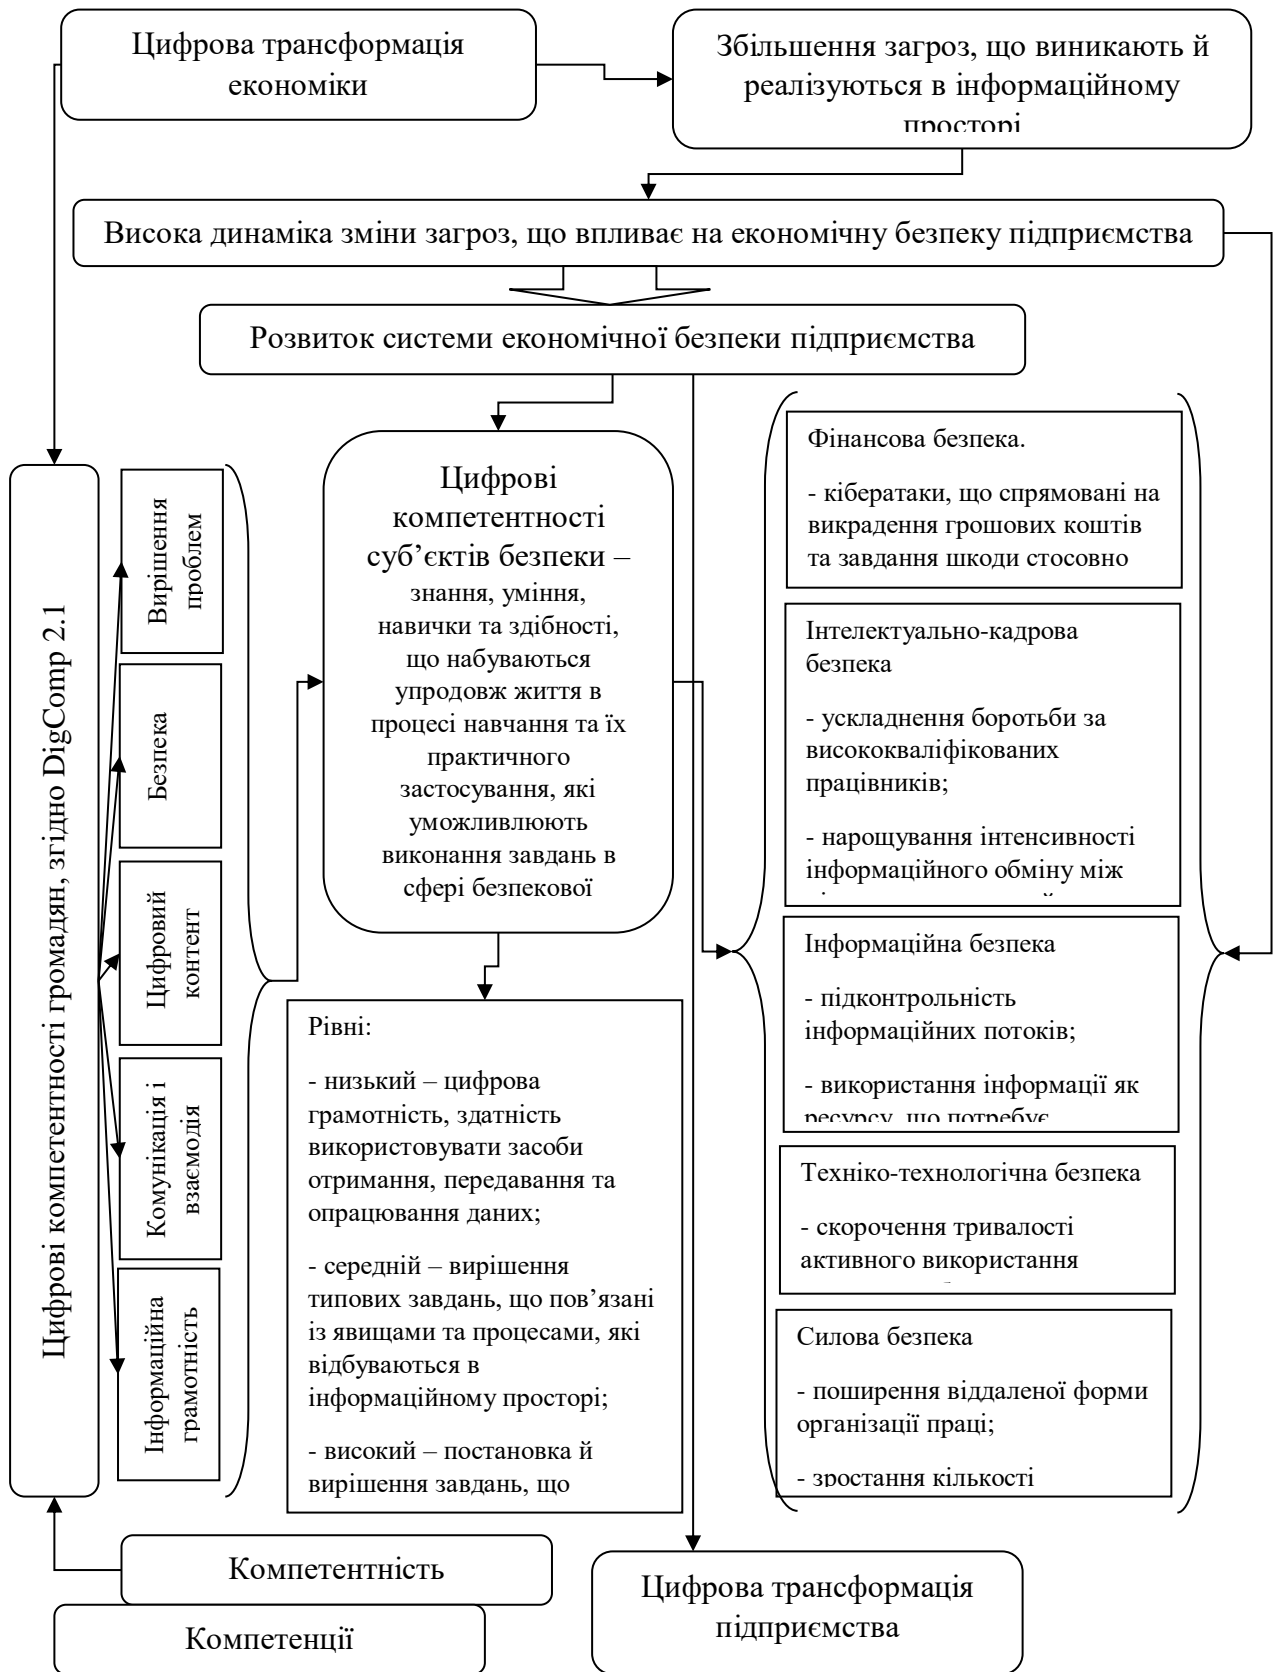 Цифрова трансформація
економіки
Збільшення загроз, що виникають й
реалізуються в інформаційному
просторі
Висока динаміка зміни загроз, що впливає на економічну безпеку підприємства
Розвиток системи економічної безпеки підприємства
Цифрові компетентності громадян, згідно DigComp 2.1
Вирішення
проблем
Безпека
Цифровий
контент
Комунікація і
взаємодія
Інформаційна
грамотність
Цифрові
компетентності
суб’єктів безпеки –
знання, уміння,
навички та здібності,
що набуваються
упродовж життя в
процесі навчання та їх
практичного
застосування, які
уможливлюють
виконання завдань в
сфері безпекової
Рівні:
- низький – цифрова
грамотність, здатність
використовувати засоби
отримання, передавання та
опрацювання даних;
- середній – вирішення
типових завдань, що пов’язані
із явищами та процесами, які
відбуваються в
інформаційному просторі;
- високий – постановка й
вирішення завдань, що
Фінансова безпека.
- кібератаки, що спрямовані на
викрадення грошових коштів
та завдання шкоди стосовно
Інтелектуально-кадрова
безпека
- ускладнення боротьби за
висококваліфікованих
працівників;
- нарощування інтенсивності
інформаційного обміну між
Інформаційна безпека
- підконтрольність
інформаційних потоків;
- використання інформації як
ресурсу, що потребує
Техніко-технологічна безпека
- скорочення тривалості
активного використання
Силова безпека
- поширення віддаленої форми
організації праці;
- зростання кількості
Компетентність
Компетенції
Цифрова трансформація
підприємства